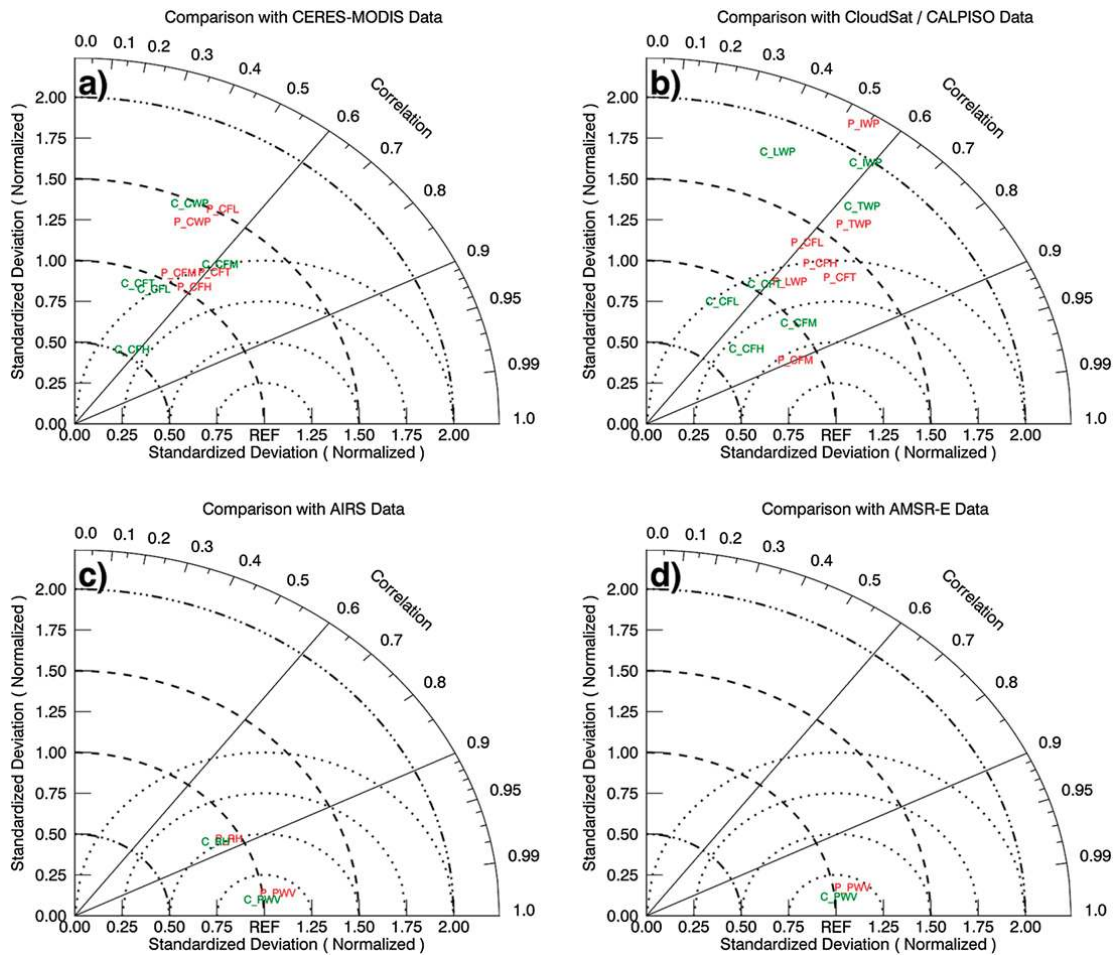 Comparison with CERES-MODIS Data
a)
0.0 0.1 0.2 0.3 0.4 0.5 0.6 0.7 0.8 0.9 0.95 0.99 1.0
Correlation
Standardized Deviation ( Normalized )
2.00
1.75
1.50
1.25
1.00
0.75
0.50
0.25
0.00
C_CWP
P_CFL
P_CWP
C_CFM
P_CFM
P_CFT
C_CFT
C_CFL
P_CFH
C_CFH
0.00 0.25 0.50 0.75 REF 1.25 1.50 1.75 2.00
Standardized Deviation ( Normalized )
Comparison with CloudSat / CALPISO Data
b)
0.0 0.1 0.2 0.3 0.4 0.5 0.6 0.7 0.8 0.9 0.95 0.99 1.0
Correlation
Standardized Deviation ( Normalized )
2.00
1.75
1.50
1.25
1.00
0.75
0.50
0.25
0.00
P_IWP
C_LWP
C_IWP
C_TWP
P_TWP
P_CFL
P_CFH
P_CFT
C_CFT
P_LWP
C_CFL
C_CFM
C_CFH
P_CFM
0.00 0.25 0.50 0.75 REF 1.25 1.50 1.75 2.00
Standardized Deviation ( Normalized )
Comparison with AIRS Data
c)
0.0 0.1 0.2 0.3 0.4 0.5 0.6 0.7 0.8 0.9 0.95 0.99 1.0
Correlation
Standardized Deviation ( Normalized )
2.00
1.75
1.50
1.25
1.00
0.75
0.50
0.25
0.00
P_RH
C_RH
P_PWV
C_PWV
0.00 0.25 0.50 0.75 REF 1.25 1.50 1.75 2.00
Standardized Deviation ( Normalized )
Comparison with AMSR-E Data
d)
0.0 0.1 0.2 0.3 0.4 0.5 0.6 0.7 0.8 0.9 0.95 0.99 1.0
Correlation
Standardized Deviation ( Normalized )
2.00
1.75
1.50
1.25
1.00
0.75
0.50
0.25
0.00
P_PWV
C_PWV
0.00 0.25 0.50 0.75 REF 1.25 1.50 1.75 2.00
Standardized Deviation ( Normalized )